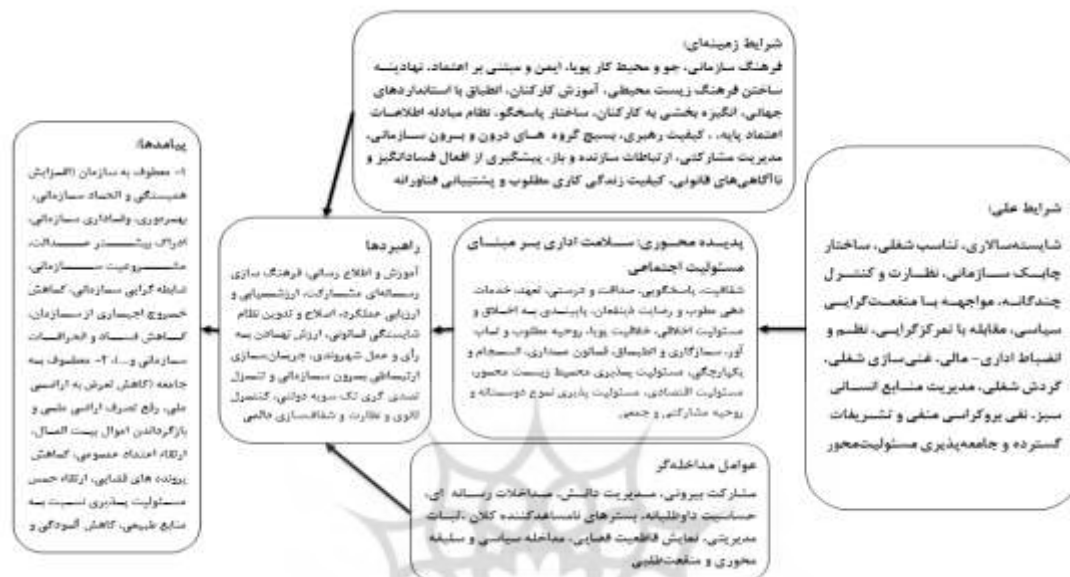 شرایط زمینه‌ای:
فرهنگ سازمانی، جو و محیط کار پویا، ایمن و مبتنی بر اعتماد، نهادینه
ساختن فرهنگ زیست محیطی، آموزش کارکنان، انطباق با استانداردهای
جهانی، انگیزه بخشی به کارکنان، ساختار پاسخگو، نظام مبادله اطلاعات
اعتماد پایه، ، کیفیت رهبری، بسیج گروه های درون و برون سازمانی،
مدیریت مشارکتی، ارتباطات سازنده و باز، پیشگیری از افعال فسادانگیز و
ناآگاهی‌های قانونی، کیفیت زندگی کاری مطلوب و پشتیبانی فناورانه
شرایط علی:
شایسته‌سالاری، تناسب شغلی، ساختار
چابک سازمانی، نظارت و کنترل
چندگانه، مواجهه با منفعت‌گرایی
سیاسی، مقابله با تمرکزگرایی، نظم و
انضباط اداری- مالی، غنی‌سازی شغلی،
گردش شغلی، مدیریت منابع انسانی
سبز، نفی بروکراسی منفی و تشریفات
گسترده و جامعه‌پذیری مسئولیت‌محور
پدیده محوری: سلامت اداری بر مبنای
مسئولیت اجتماعی:
شفافیت، پاسخگویی، صداقت و درستی، تعهد، خدمات
دهی مطلوب و رضایت ذینفعان، پایبندی به اخلاق و
مسئولیت اخلاقی، خلاقیت پویا، روحیه مطلوب و تاب
آور، سازگاری و انطباق، قانون مداری، انسجام و
یکپارچگی، مسئولیت پذیری محیط زیست محور،
مسئولیت اقتصادی، مسئولیت پذیری نوع دوستانه و
روحیه مشارکتی و جمعی
راهبردها
آموزش و اطلاع رسانی، فرهنگ سازی
رسانه‌ای مشارکت، ارزشیابی و
ارزیابی عملکرد، اصلاح و تدوین نظام
شایستگی قانونی، ارزش نهادن به
رأی و عمل شهروندی، جریان‌سازی
ارتباطی برون سازمانی و تنزل
تصدی گری تک سویه دولتی، کنترل
ثانوی و نظارت و شفاف‌سازی دائمی
عوامل مداخله‌گر
مشارکت بیرونی، مدیریت دانش، مداخلات رسانه ای،
حساسیت داوطلبانه، بسترهای نامساعدکننده کلان، ثبات
مدیریتی، نمایش قاطعیت قضایی، مداخله سیاسی و سلیقه
محوری و منفعت‌طلبی
پیامدها:
۱- معطوف به سازمان (افزایش
همبستگی و اتحاد سازمانی،
بهره‌وری، وفاداری سازمانی،
ادراک بیشتر عدالت،
مشروعیت سازمانی،
ضابطه گرایی سازمانی، کاهش
خروج اجباری از سازمان،
کاهش فساد و انحرافات
سازمانی و...)، ۲- معطوف به
جامعه (کاهش تعرض به اراضی
ملی، رفع تصرف اراضی ملی و
بازگرداندن اموال بیت المال،
ارتقاء اعتماد عمومی، کاهش
پرونده های قضایی، ارتقاء حس
مسئولیت پذیری نسبت به
منابع طبیعی، کاهش آلودگی و